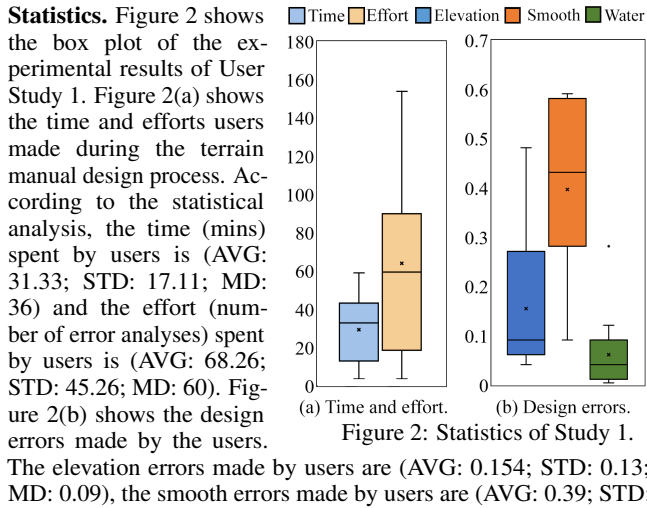 Statistics. Figure 2 shows
the box plot of the ex-
perimental results of User
Study 1. Figure 2(a) shows
the time and efforts users
made during the terrain
manual design process. Ac-
cording to the statistical
analysis, the time (mins)
spent by users is (AVG:
31.33; STD: 17.11; MD:
36) and the effort (num-
ber of error analyses) spent
by users is (AVG: 68.26;
STD: 45.26; MD: 60). Fig-
ure 2(b) shows the design
errors made by the users.
Time Effort Elevation Smooth Water
180
160
140
120
100
80
60
40
20
0
0.7
0.6
0.5
0.4
0.3
0.2
0.1
0
(a) Time and effort. (b) Design errors.
Figure 2: Statistics of Study 1.
The elevation errors made by users are (AVG: 0.154; STD: 0.13;
MD: 0.09), the smooth errors made by users are (AVG: 0.39; STD: